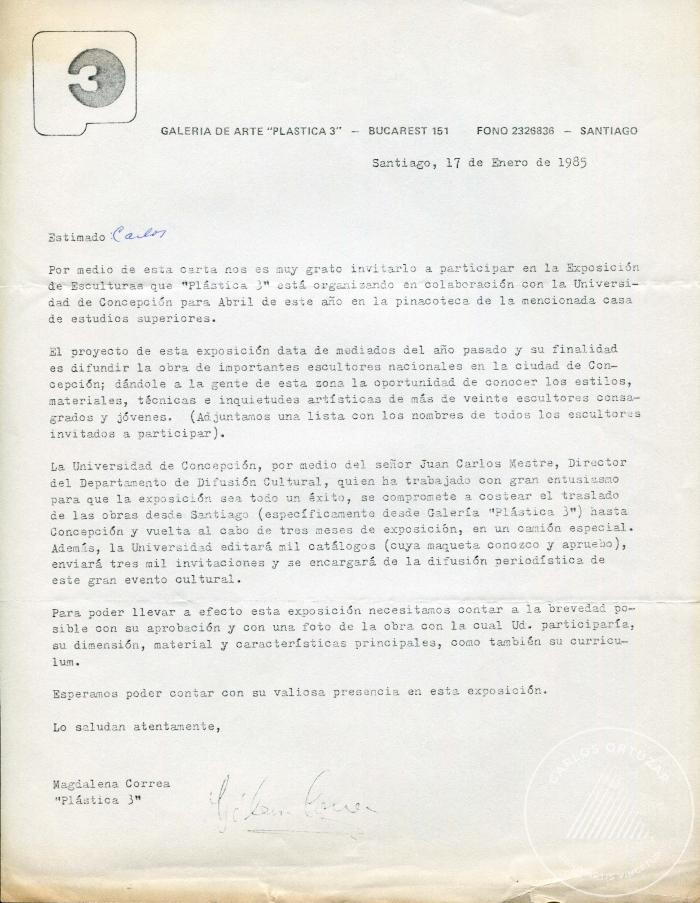 3
GALERIA DE ARTE "PLASTICA 3" — BUCAREST 151 FONO 2326836 — SANTIAGO
Santiago, 17 de Enero de 1985
Estimado Carlos
Por medio de esta carta nos es muy grato invitarlo a participar en la Exposición
de Esculturas que "Plástica 3" está organizando en colaboración con la Universi-
dad de Concepción para Abril de este año en la pinacoteca de la mencionada casa
de estudios superiores.
El proyecto de esta exposición data de mediados del año pasado y su finalidad
es difundir la obra de importantes escultores nacionales en la ciudad de Con-
cepción; dándole a la gente de esta zona la oportunidad de conocer los estilos,
materiales, técnicas e inquietudes artísticas de más de veinte escultores consa-
grados y jóvenes. (Adjuntamos una lista con los nombres de todos los escultores
invitados a participar).
La Universidad de Concepción, por medio del señor Juan Carlos Mestre, Director
del Departamento de Difusión Cultural, quien ha trabajado con gran entusiasmo
para que la exposición sea todo un éxito, se compromete a costear el traslado
de las obras desde Santiago (específicamente desde Galería "Plástica 3") hasta
Concepción y vuelta al cabo de tres meses de exposición, en un camión especial.
Además, la Universidad editará mil catálogos (cuya maqueta conozco y apruebo),
enviará tres mil invitaciones y se encargará de la difusión periodística de
este gran evento cultural.
Para poder llevar a efecto esta exposición necesitamos contar a la brevedad po-
sible con su aprobación y con una foto de la obra con la cual Ud. participaría,
su dimensión, material y características principales, como también su curricu-
lum.
Esperamos poder contar con su valiosa presencia en esta exposición.
Lo saludan atentamente,
Magdalena Correa
"Plástica 3"
CARLOS ORTUZAR